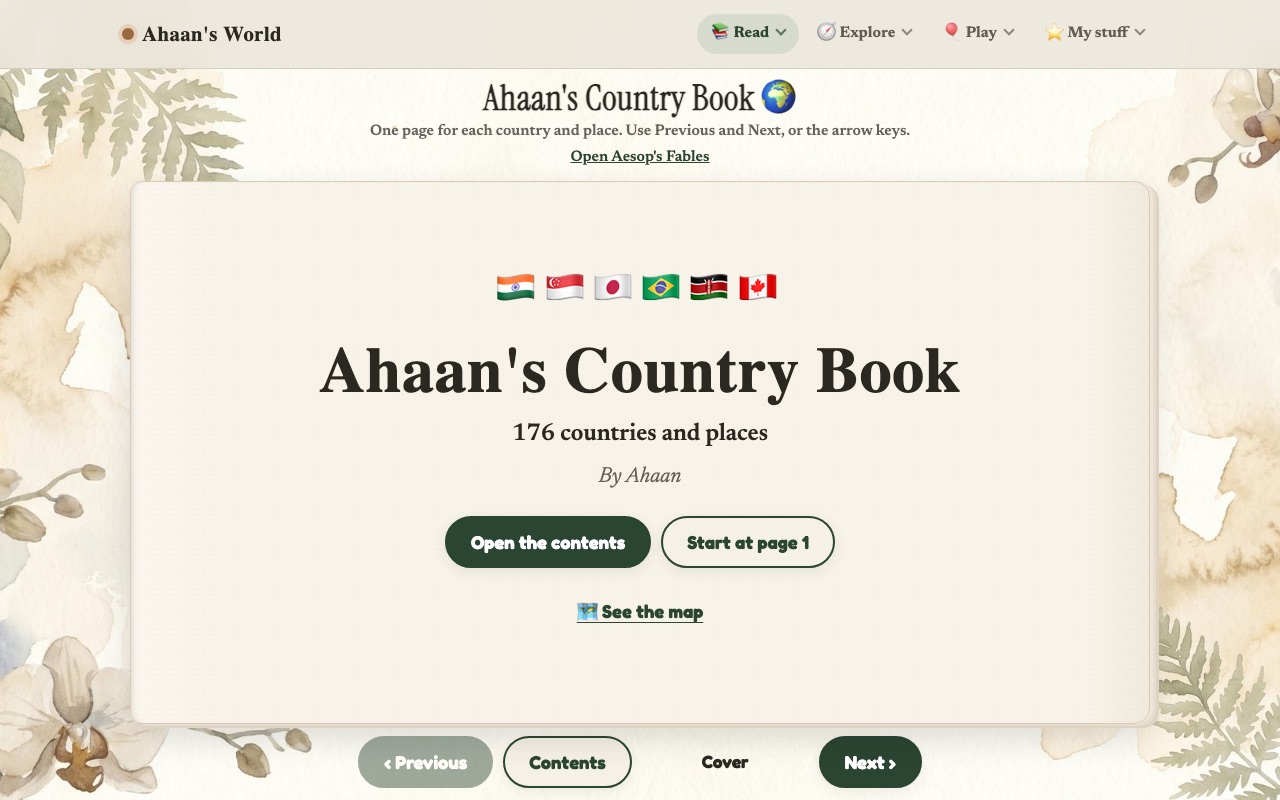 Ahaan's World
Read
Explore
Play
My stuff
Ahaan's Country Book
One page for each country and place. Use Previous and Next, or the arrow keys.
Open Aesop's Fables
Ahaan's Country Book
176 countries and places
By Ahaan
Open the contents
Start at page 1
See the map
‹ Previous
Contents
Cover
Next ›